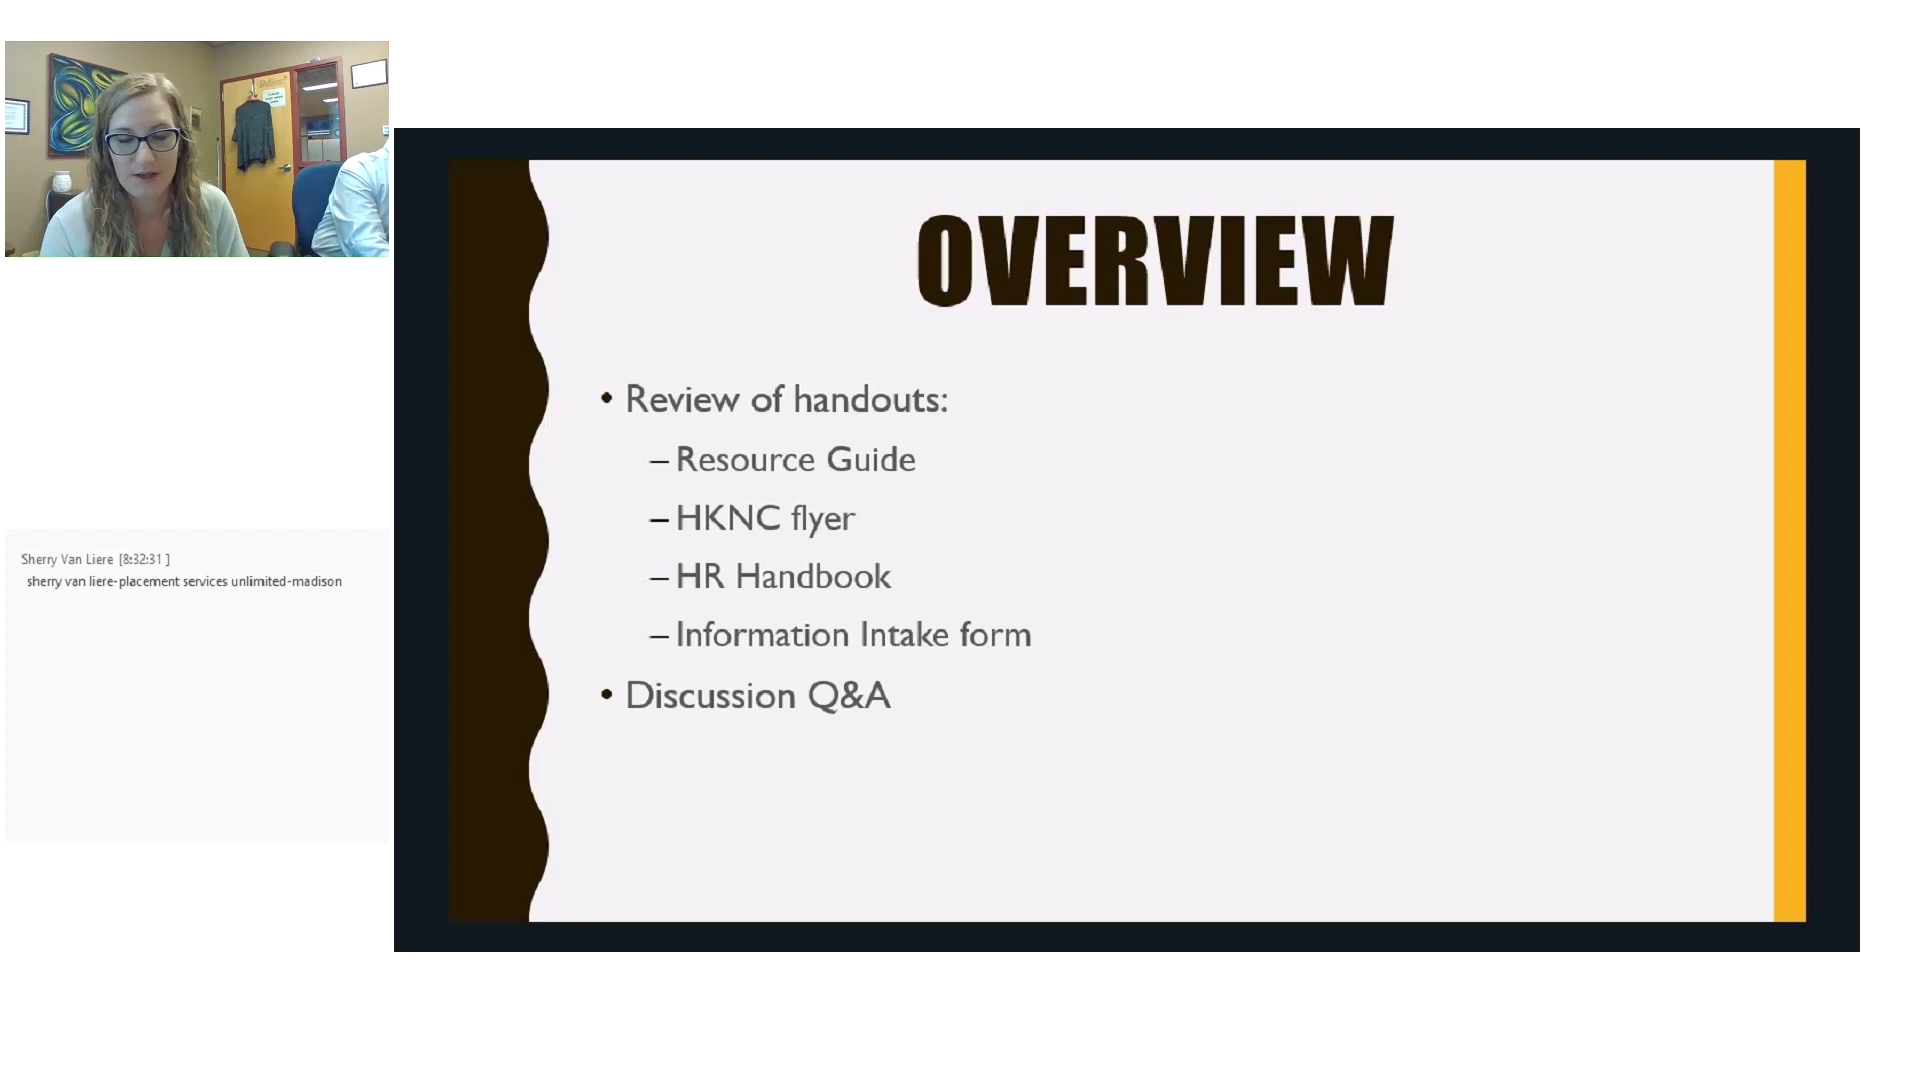 OVERVIEW
• Review of handouts:
– Resource Guide
– HKNC flyer
– HR Handbook
– Information Intake form
• Discussion Q&A
Sherry Van Liere [8:32:31 ]
sherry van liere-placement services unlimited-madison